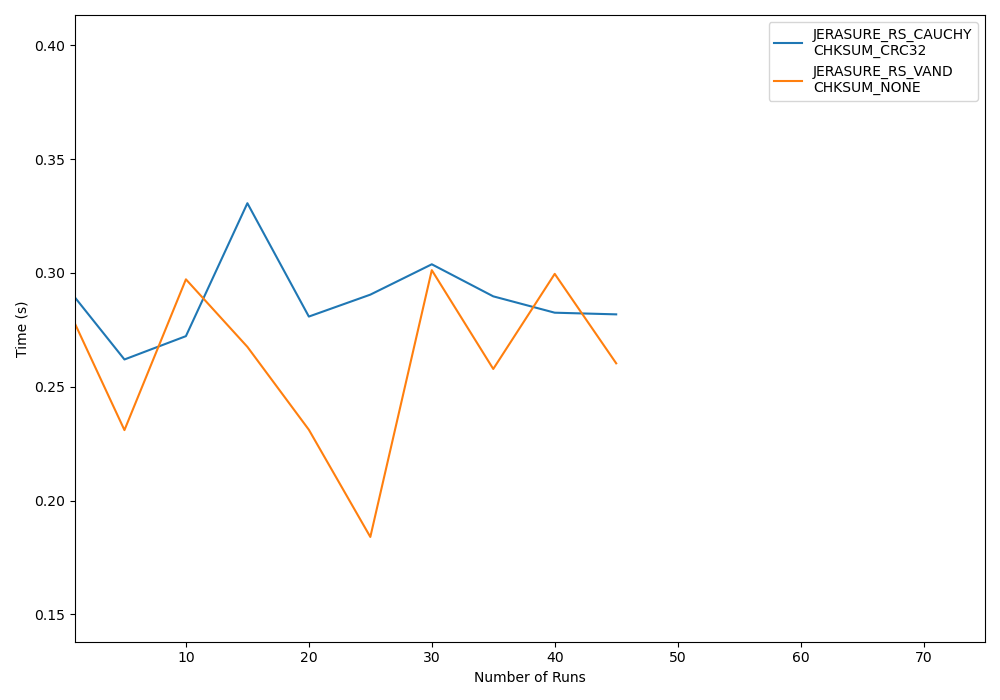 JERASURE_RS_CAUCHY
CHKSUM_CRC32
JERASURE_RS_VAND
CHKSUM_NONE
0.40
0.35
0.30
0.25
0.20
0.15
Time (s)
10 20 30 40 50 60 70
Number of Runs